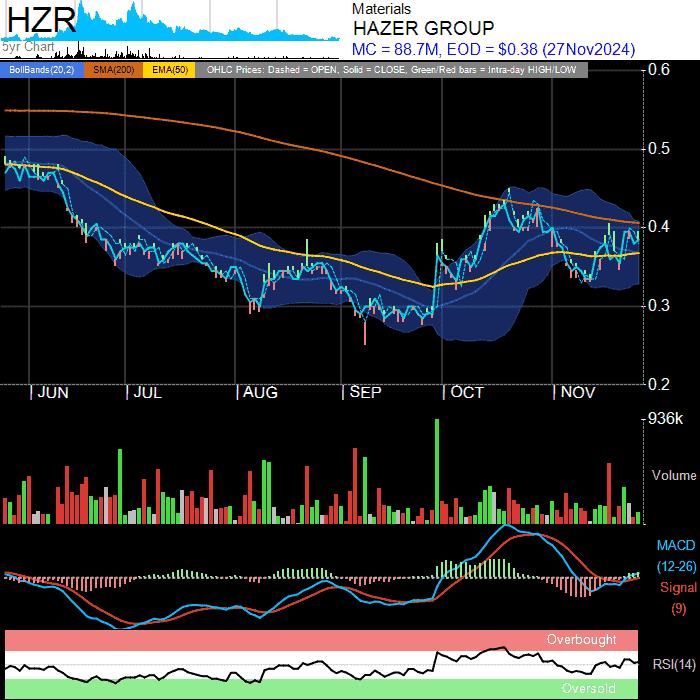 HZR
5yr Chart
Materials
HAZER GROUP
MC = 88.7M, EOD = $0.38 (27Nov2024)
BollBands(20,2) SMA(200) EMA(50) OHLC Prices: Dashed = OPEN, Solid = CLOSE, Green/Red bars = Intra-day HIGH/LOW
0.6
0.5
0.4
0.3
0.2
JUN JUL AUG SEP OCT NOV
936k
Volume
MACD
(12-26)
Signal
(9)
Overbought
RSI(14)
Oversold